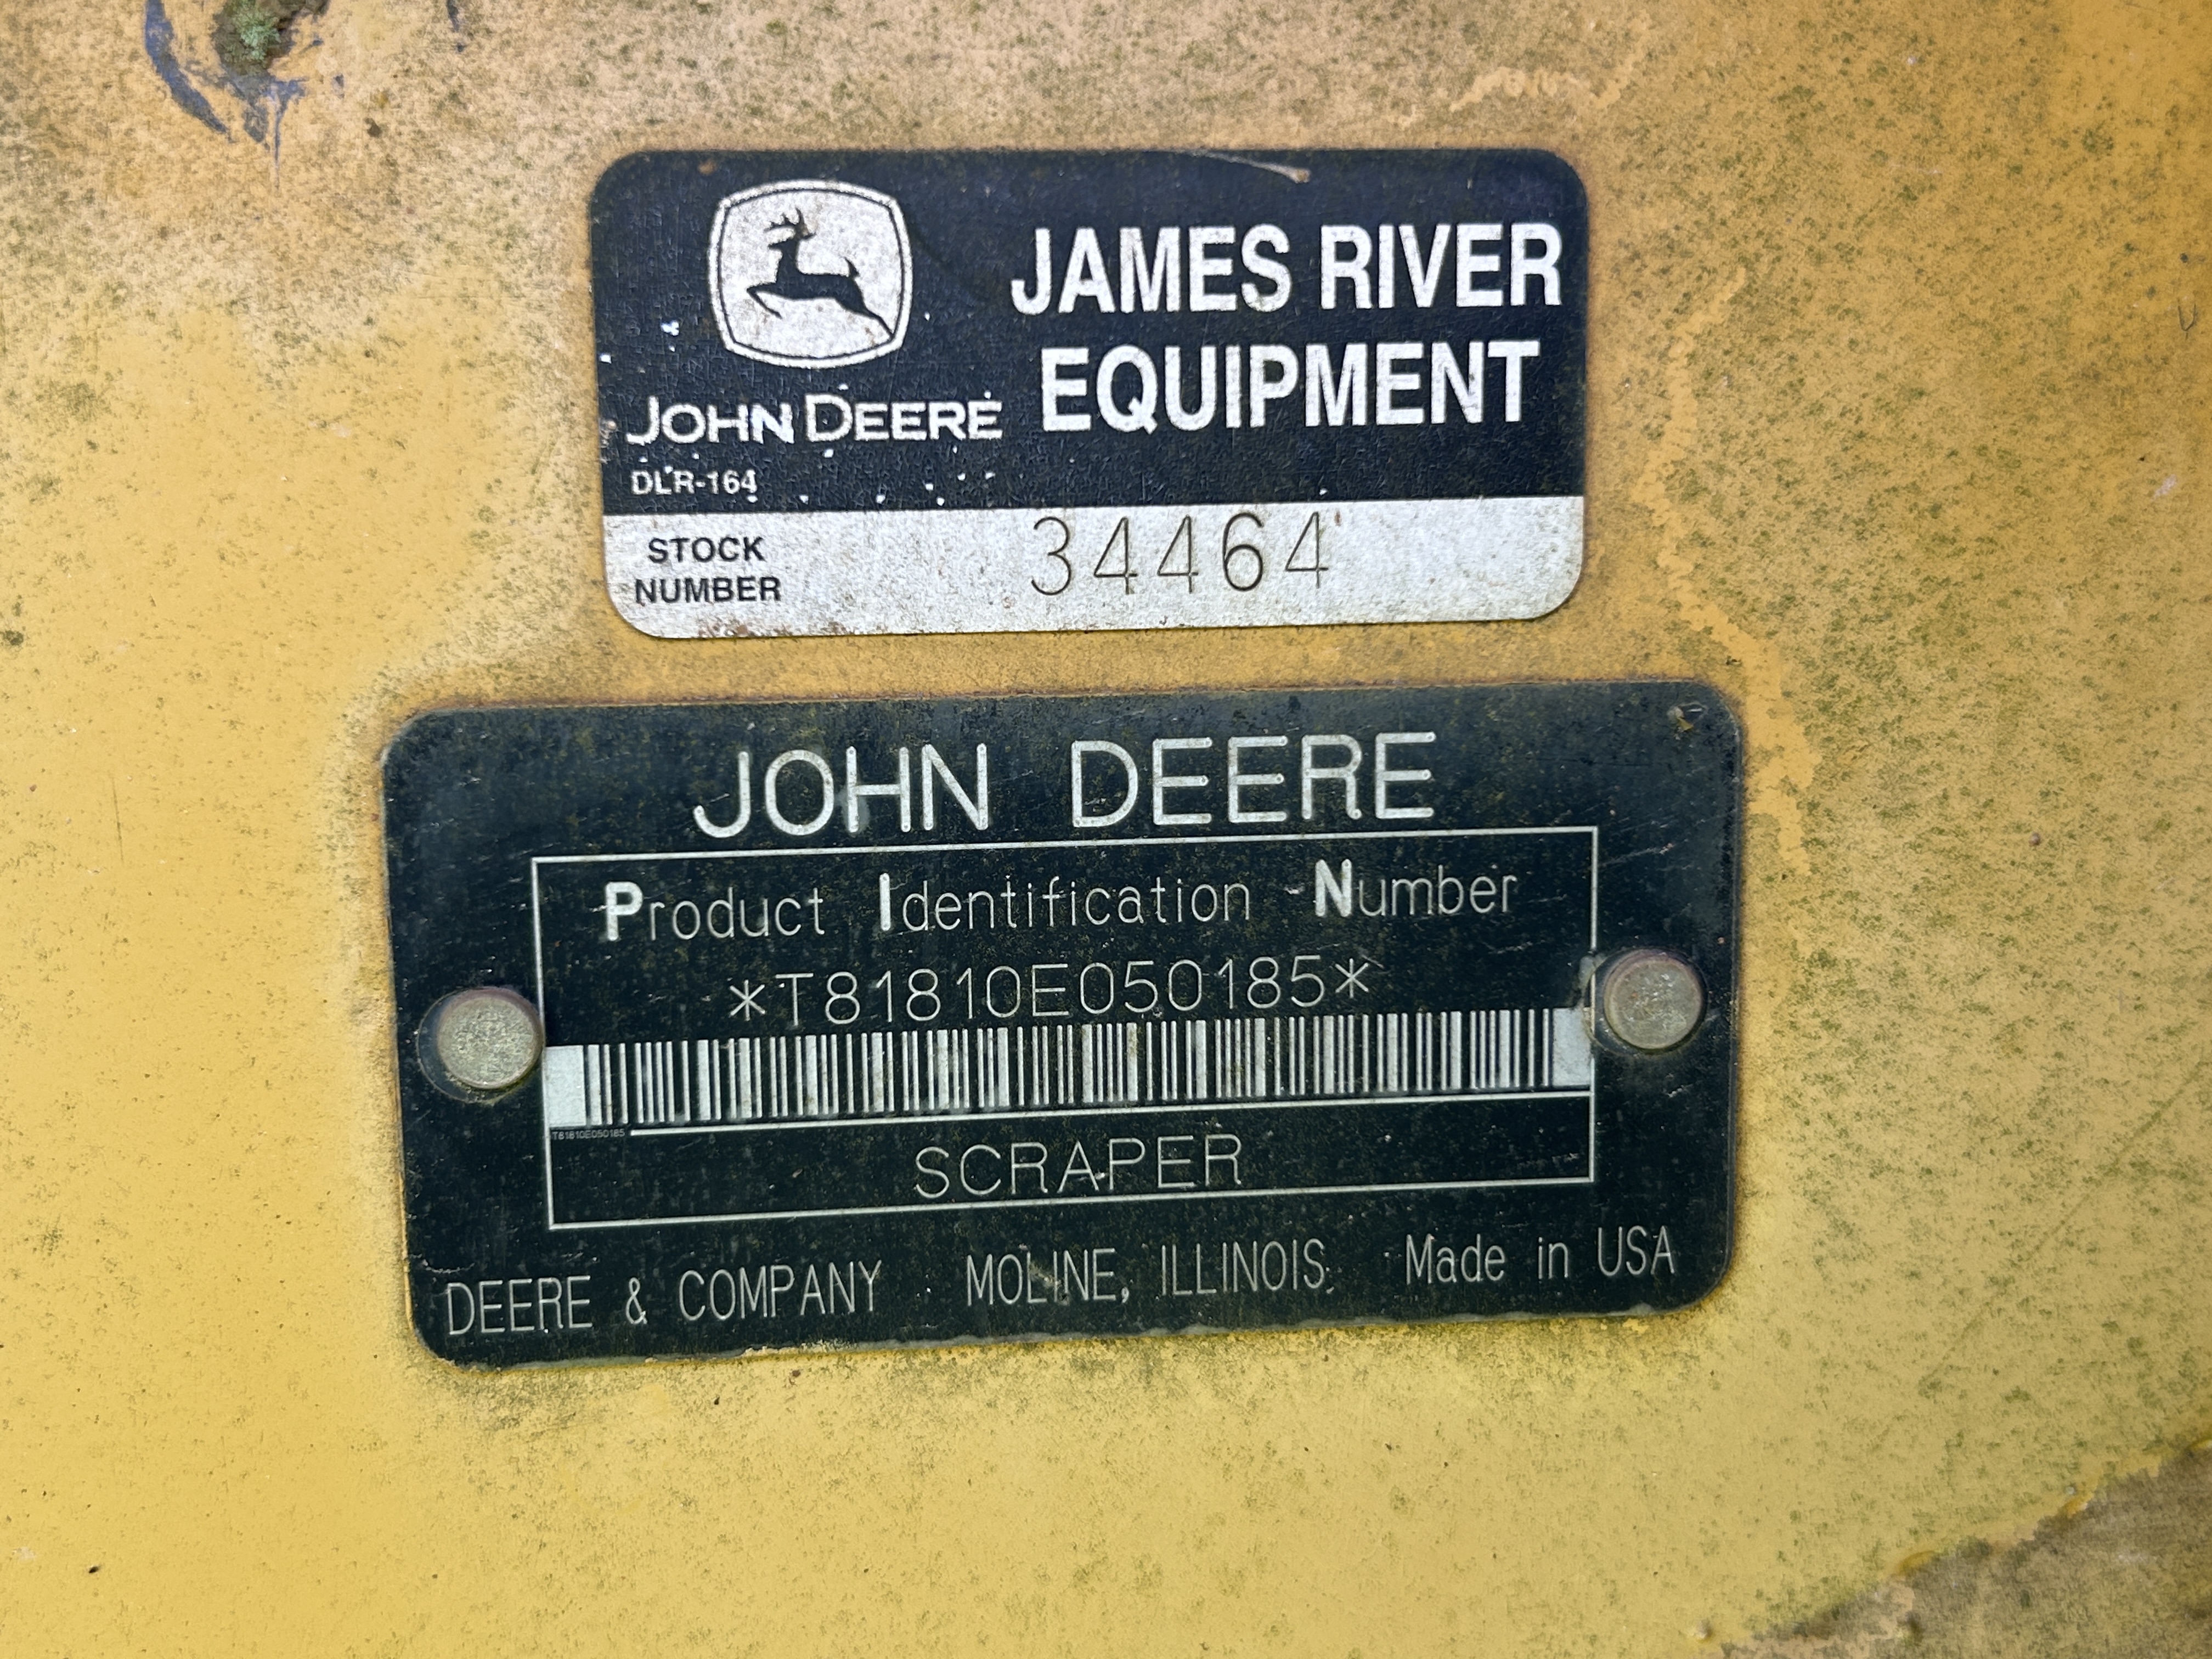 JAMES RIVER
EQUIPMENT
JOHN DEERE
DLR-164
STOCK
NUMBER
34464
JOHN DEERE
Product Identification Number
*T81810E050185*
T81810E050185
SCRAPER
DEERE & COMPANY MOLINE, ILLINOIS Made in USA